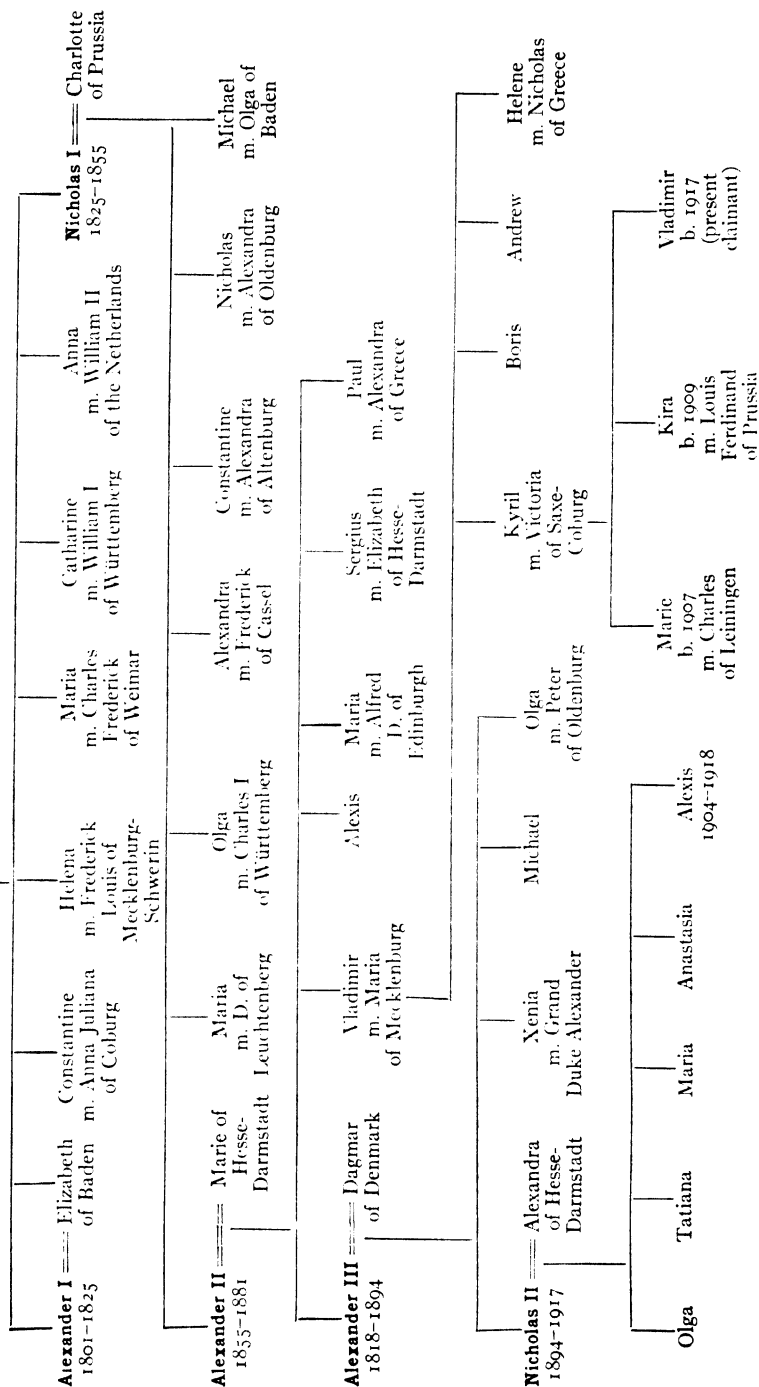 Alexander I
1801–1825
Elizabeth
of Baden
Constantine
m. Anna Juliana
of Coburg
Helena
m. Frederick
Louis of
Mecklenburg-
Schwerin
Maria
m. Charles
Frederick
of Weimar
Catharine
m. William I
of Württemberg
Anna
m. William II
of the Netherlands
Nicholas I
1825–1855
Charlotte
of Prussia
Alexander II
1855–1881
Marie of
Hesse-
Darmstadt
Maria
m. D. of
Leuchtenberg
Olga
m. Charles I
of Württemberg
Alexandra
m. Frederick
of Cassel
Constantine
m. Alexandra
of Altenburg
Nicholas
m. Alexandra
of Oldenburg
Michael
m. Olga of
Baden
Alexander III
1818–1894
Dagmar
of Denmark
Vladimir
m. Maria
of Mecklenburg
Alexis
Maria
m. Alfred
D. of
Edinburgh
Sergius
m. Elizabeth
of Hesse-
Darmstadt
Paul
m. Alexandra
of Greece
Nicholas II
1894–1917
Alexandra
of Hesse-
Darmstadt
Xenia
m. Grand
Duke Alexander
Michael
Olga
m. Peter
of Oldenburg
Kyril
m. Victoria
of Saxe-
Coburg
Boris
Andrew
Helene
m. Nicholas
of Greece
Olga
Tatiana
Maria
Anastasia
Alexis
1904–1918
Marie
b. 1907
m. Charles
of Leiningen
Kira
b. 1909
m. Louis
Ferdinand
of Prussia
Vladimir
b. 1917
(present
claimant)